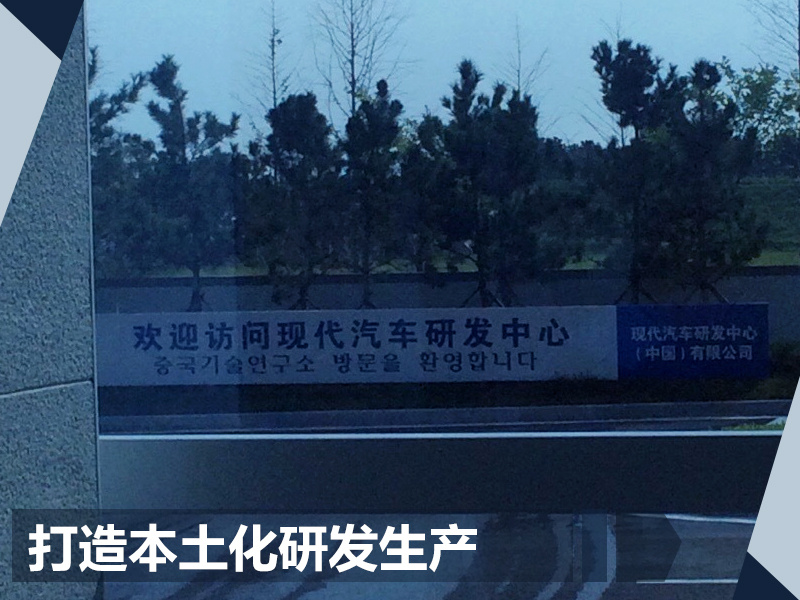 欢迎访问现代汽车研发中心
중국기술연구소 방문을 환영합니다
现代汽车研发中心
（中国）有限公司
打造本土化研发生产